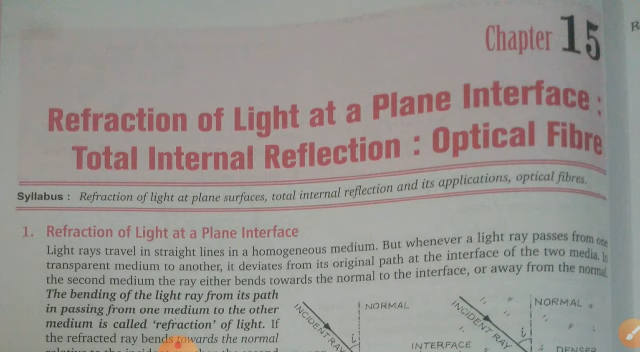 Chapter 15
Refraction of Light at a Plane Interface :
Total Internal Reflection : Optical Fibre
Syllabus : Refraction of light at plane surfaces, total internal reflection and its applications, optical fibres.
1. Refraction of Light at a Plane Interface
Light rays travel in straight lines in a homogeneous medium. But whenever a light ray passes from one
transparent medium to another, it deviates from its original path at the interface of the two media. In
the second medium the ray either bends towards the normal to the interface, or away from the normal.
The bending of the light ray from its path
in passing from one medium to the other
medium is called 'refraction' of light. If
the refracted ray bends towards the normal
INCIDENT RAY
NORMAL
INTERFACE
INCIDENT RAY
NORMAL
DENSER
R